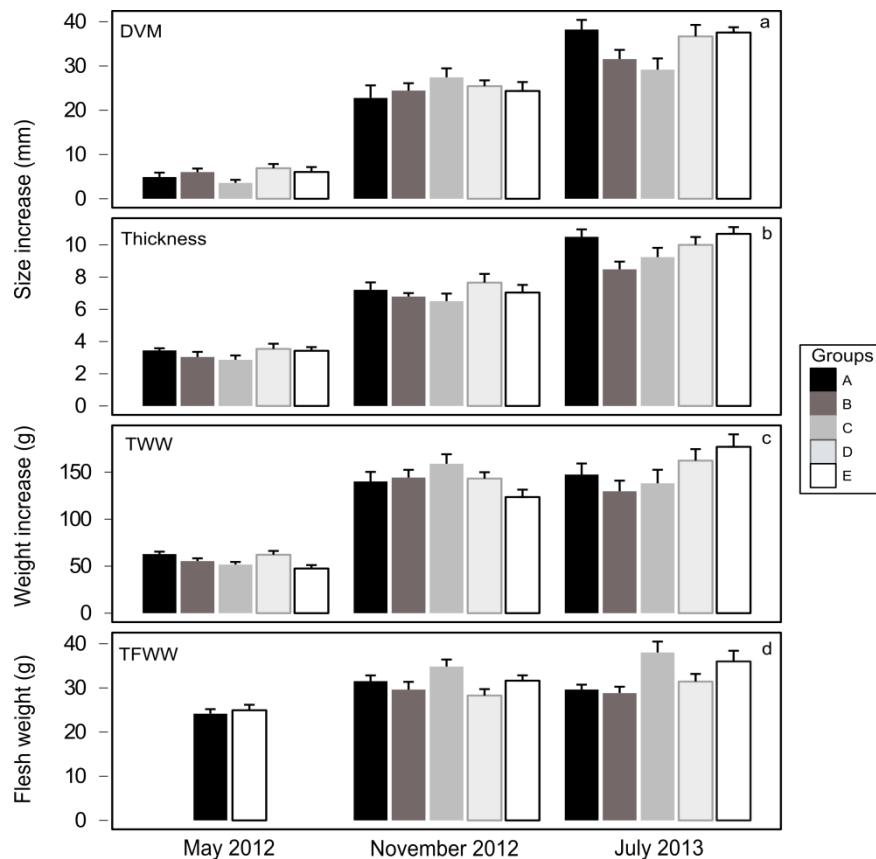 DVM
a
40
30
20
10
0
Size increase (mm)
Thickness
b
10
8
6
4
2
0
TWW
c
150
100
50
0
Weight increase (g)
TFWW
d
40
30
20
10
0
Flesh weight (g)
May 2012 November 2012 July 2013
Groups
A
B
C
D
E